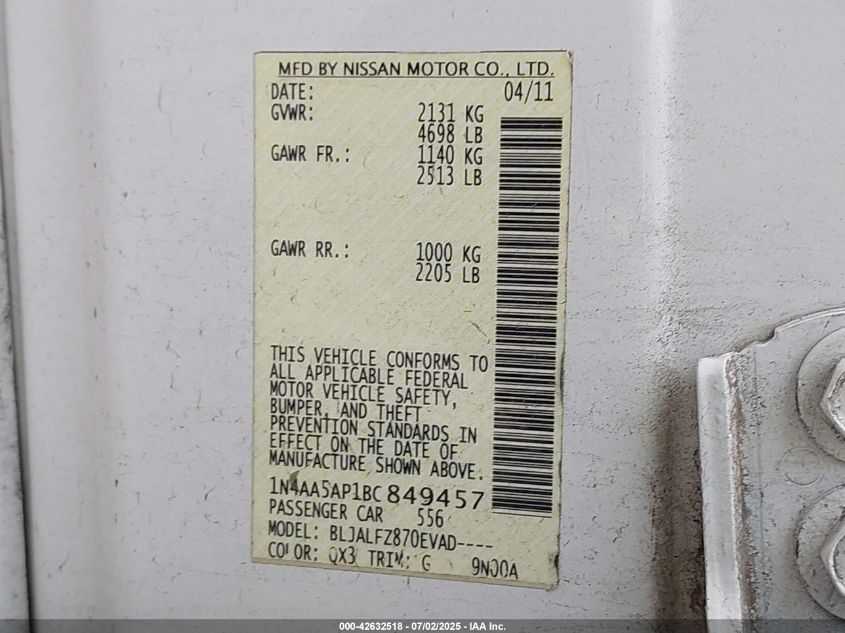 MFD BY NISSAN MOTOR CO., LTD.
DATE: 04/11
GVWR: 2131 KG
4698 LB
GAWR FR.: 1140 KG
2513 LB
GAWR RR.: 1000 KG
2205 LB
THIS VEHICLE CONFORMS TO
ALL APPLICABLE FEDERAL
MOTOR VEHICLE SAFETY,
BUMPER, AND THEFT
PREVENTION STANDARDS IN
EFFECT ON THE DATE OF
MANUFACTURE SHOWN ABOVE.
1N4AA5AP1BC849457
PASSENGER CAR 556
MODEL: BLJALFZ870EVAD----
COLOR: QX3 TRIM: G
000-42632518 - 07/02/2025 - IAA Inc.